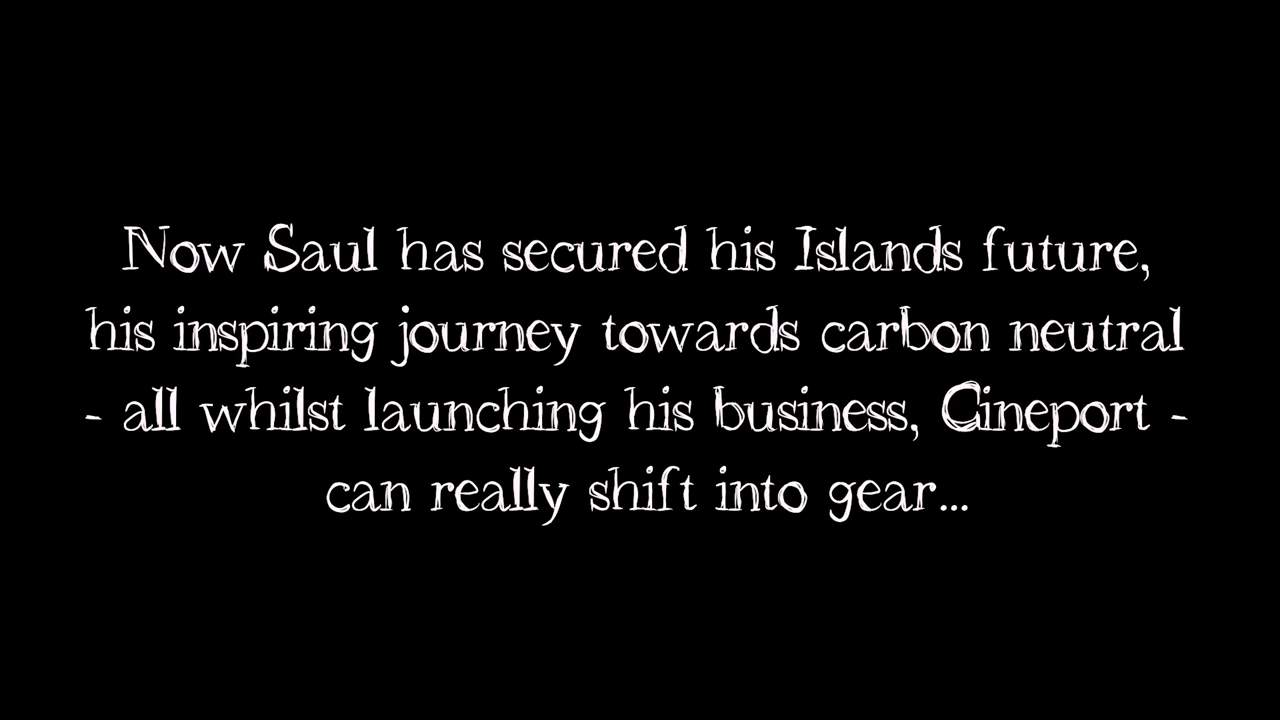 Now Saul has secured his Islands future,
his inspiring journey towards carbon neutral
- all whilst launching his business, Cineport -
can really shift into gear...